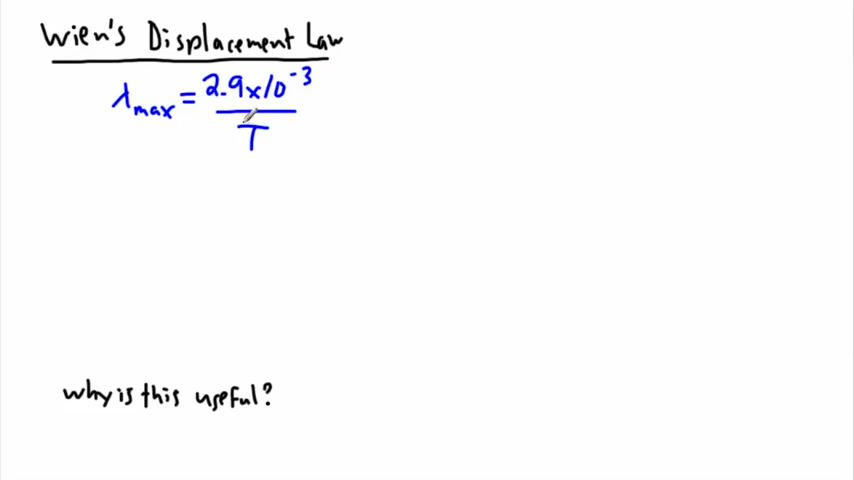 Wien's Displacement Law
λmax = 2.9x10⁻³
T
why is this useful?